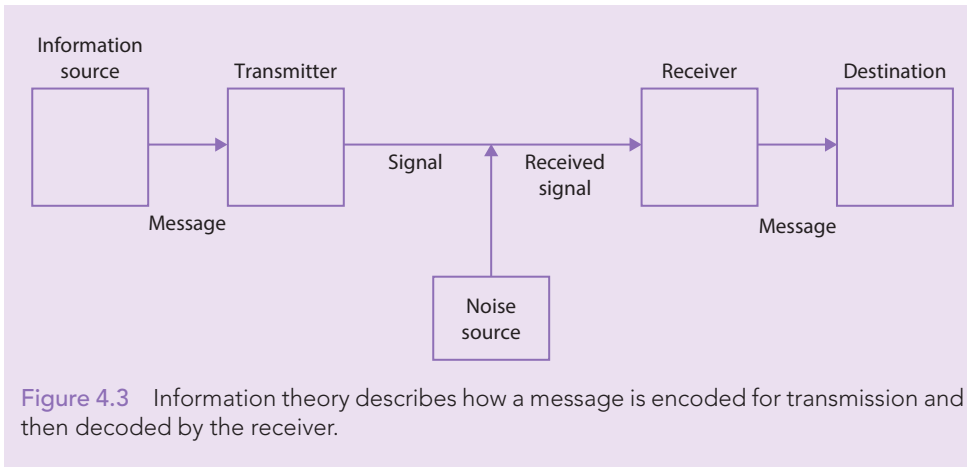 Information
source
Transmitter
Receiver
Destination
Signal
Received
signal
Message
Message
Noise
source
Figure 4.3 Information theory describes how a message is encoded for transmission and
then decoded by the receiver.